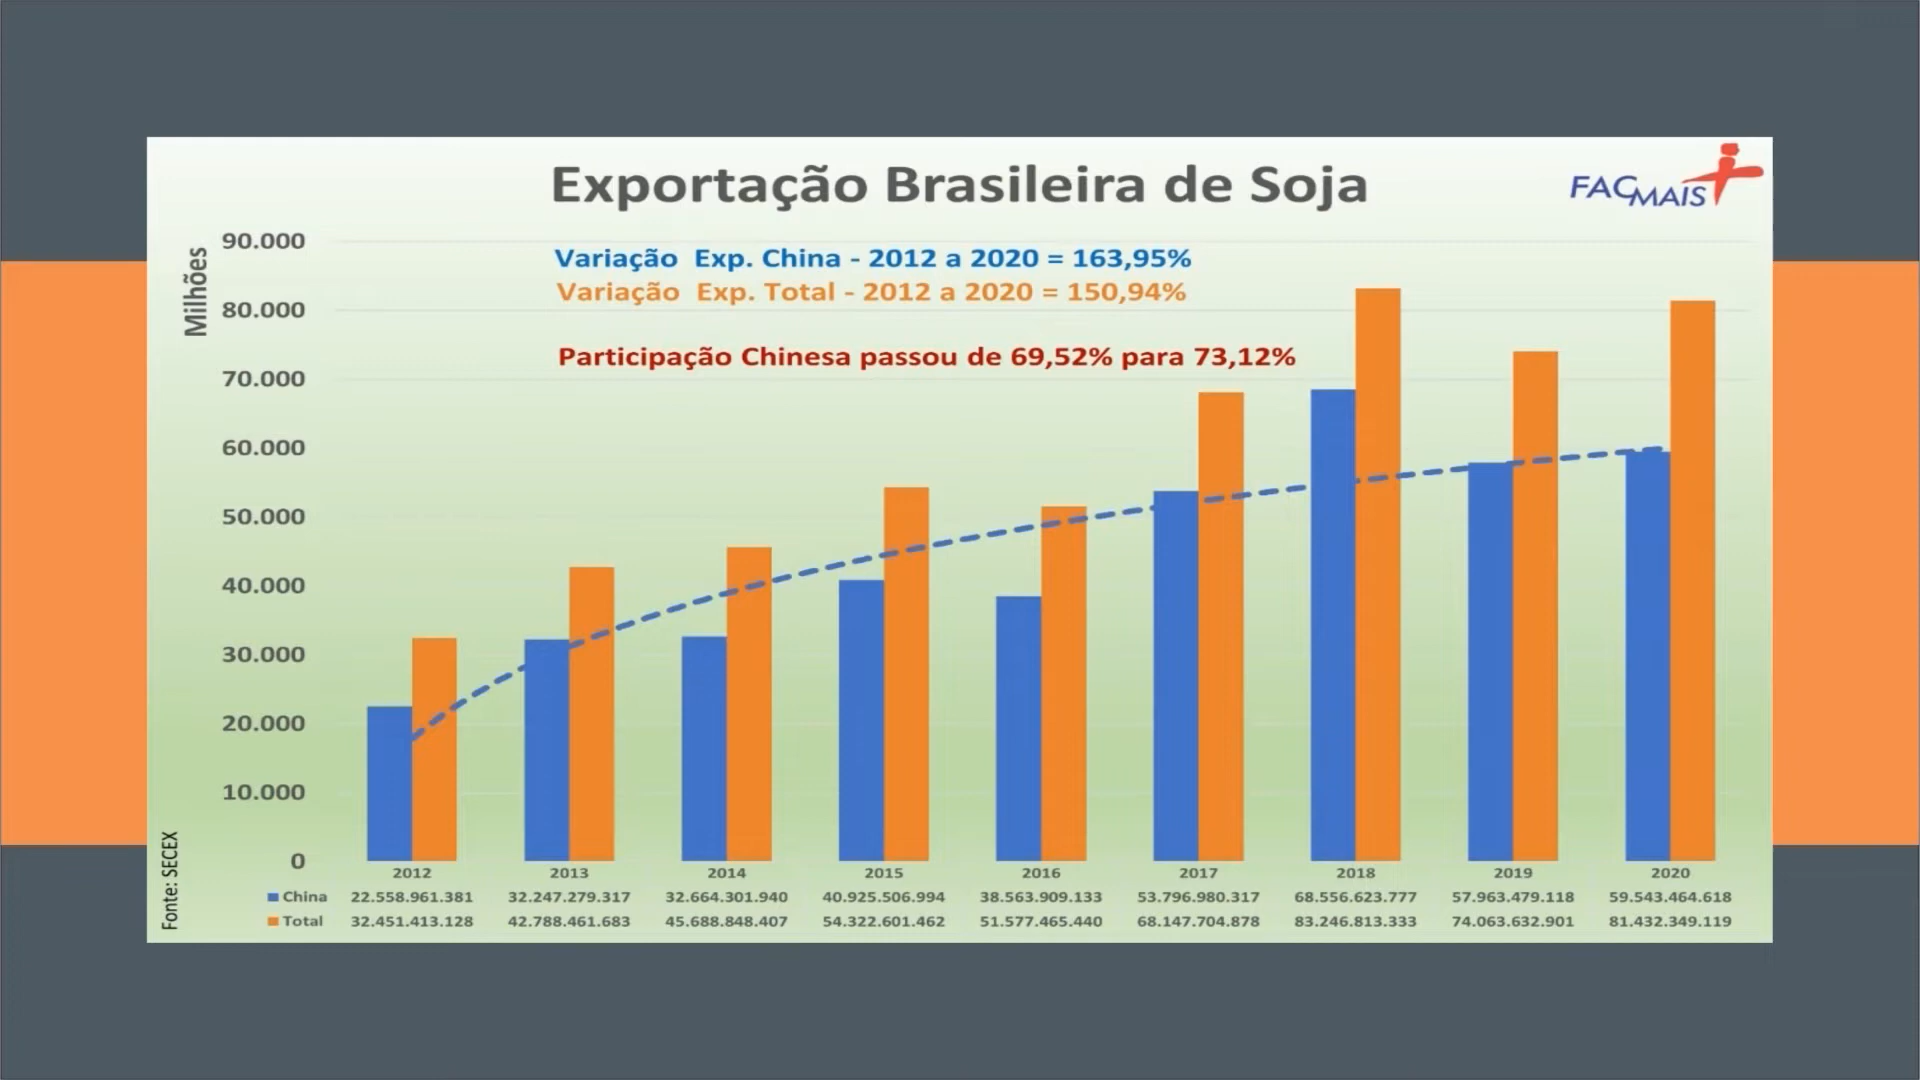 Exportação Brasileira de Soja
FACMAIS
Milhões
90.000
80.000
70.000
60.000
50.000
40.000
30.000
20.000
10.000
0
Variação Exp. China - 2012 a 2020 = 163,95%
Variação Exp. Total - 2012 a 2020 = 150,94%
Participação Chinesa passou de 69,52% para 73,12%
2012 2013 2014 2015 2016 2017 2018 2019 2020
China 22.558.961.381 32.247.279.317 32.664.301.940 40.925.506.994 38.563.909.133 53.796.980.317 68.556.623.777 57.963.479.118 59.543.464.618
Total 32.451.413.128 42.788.461.683 45.688.848.407 54.322.601.462 51.577.465.440 68.147.704.878 83.246.813.333 74.063.632.901 81.432.349.119
Fonte: SECEX